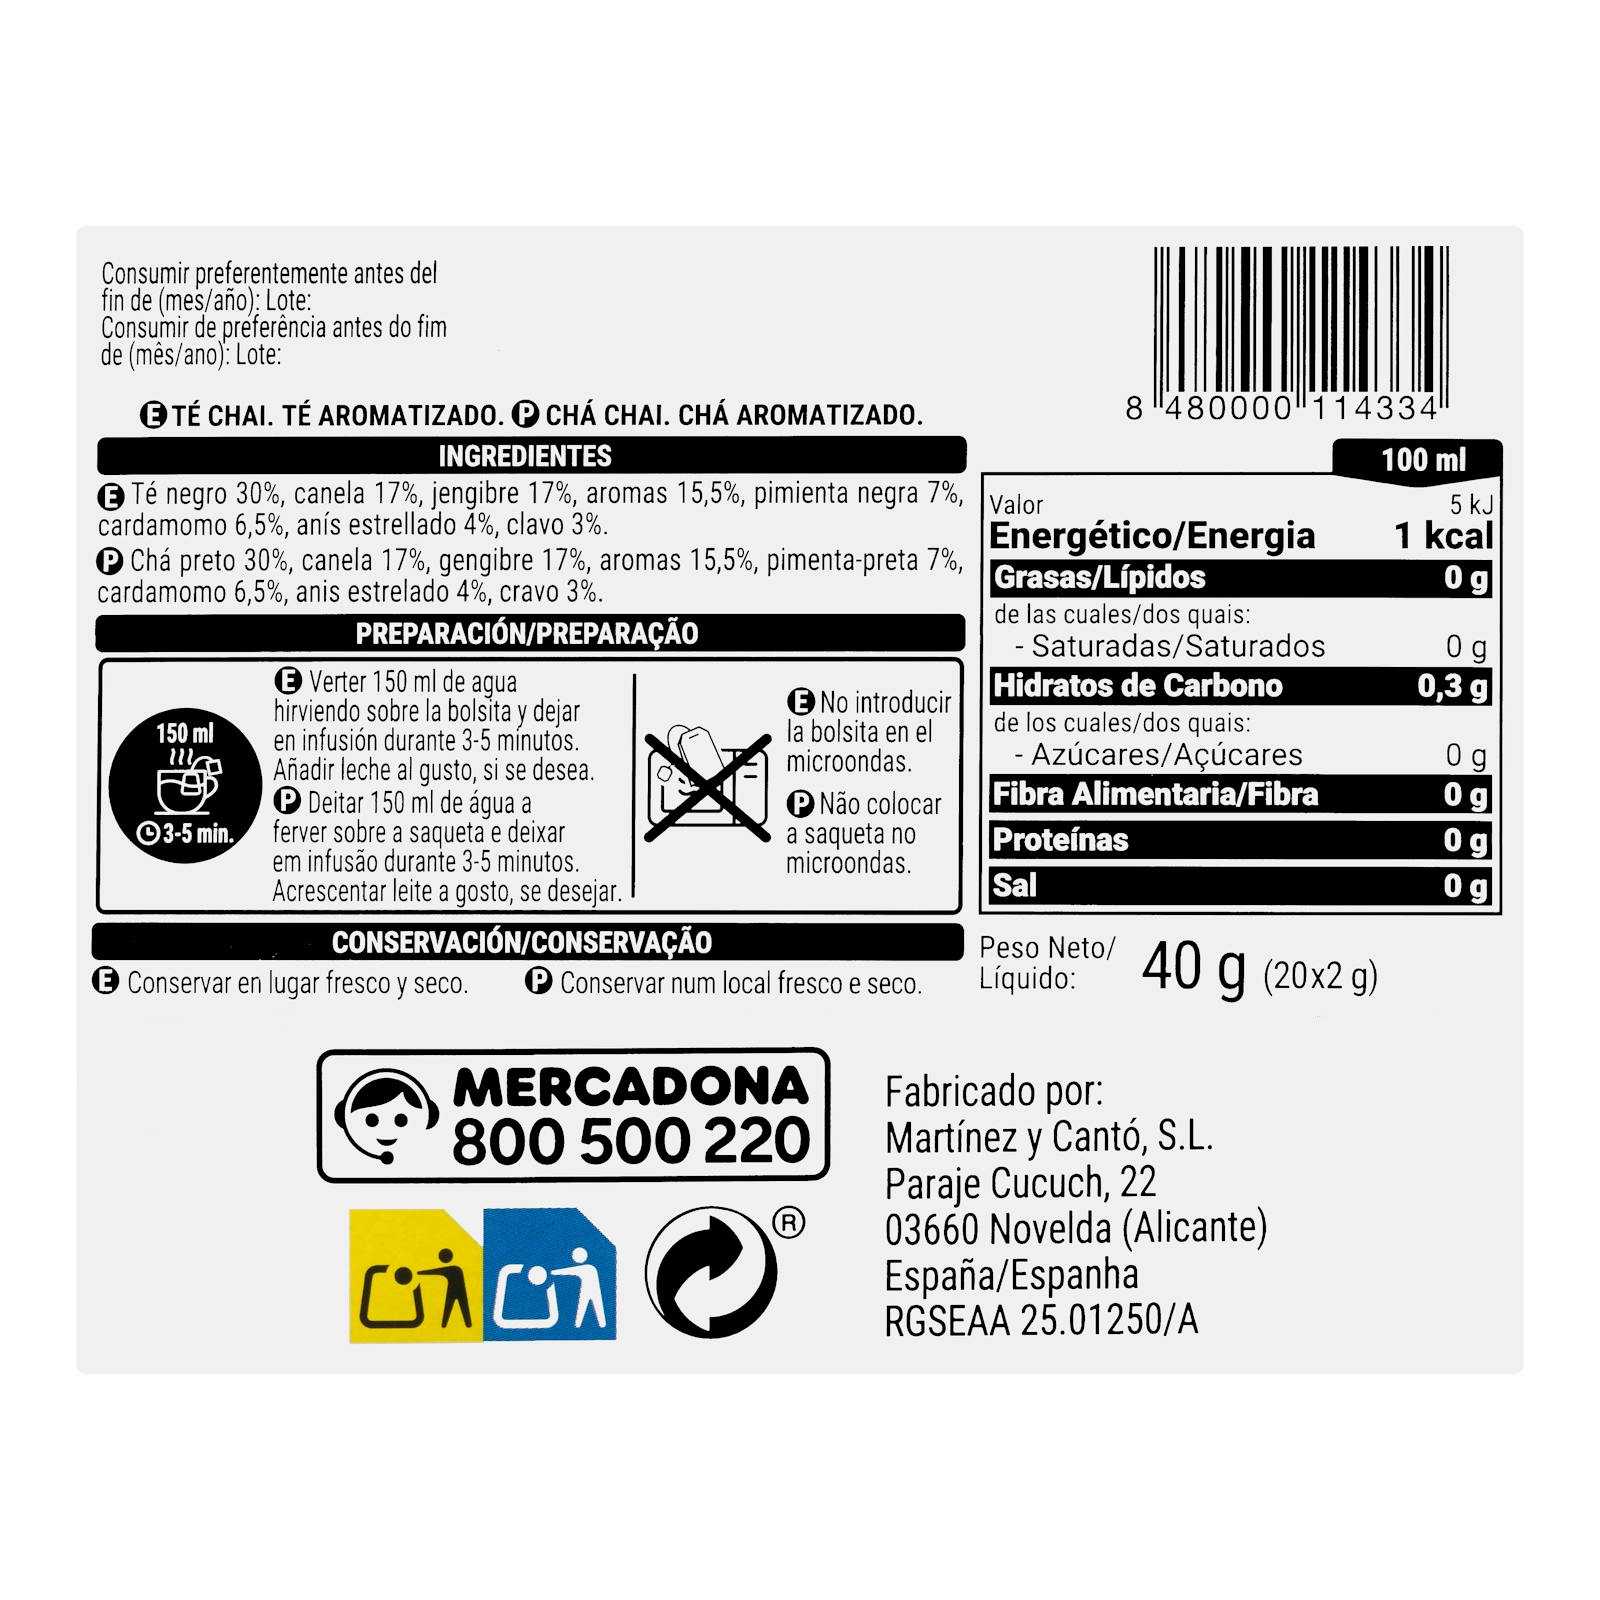 Consumir preferentemente antes del
fin de (mes/año): Lote:
Consumir de preferência antes do fim
de (mês/ano): Lote:
8 480000 114334
E TÉ CHAI. TÉ AROMATIZADO. P CHÁ CHAI. CHÁ AROMATIZADO.
INGREDIENTES
E Té negro 30%, canela 17%, jengibre 17%, aromas 15,5%, pimienta negra 7%,
cardamomo 6,5%, anís estrellado 4%, clavo 3%.
P Chá preto 30%, canela 17%, gengibre 17%, aromas 15,5%, pimenta-preta 7%,
cardamomo 6,5%, anis estrelado 4%, cravo 3%.
PREPARACIÓN/PREPARAÇÃO
150 ml
3-5 min.
E Verter 150 ml de agua
hirviendo sobre la bolsita y dejar
en infusión durante 3-5 minutos.
Añadir leche al gusto, si se desea.
P Deitar 150 ml de água a
ferver sobre a saqueta e deixar
em infusão durante 3-5 minutos.
Acrescentar leite a gosto, se desejar.
E No introducir
la bolsita en el
microondas.
P Não colocar
a saqueta no
microondas.
CONSERVACIÓN/CONSERVAÇÃO
E Conservar en lugar fresco y seco. P Conservar num local fresco e seco.
100 ml
Valor 5 kJ
Energético/Energia 1 kcal
Grasas/Lípidos 0 g
de las cuales/dos quais:
- Saturadas/Saturados 0 g
Hidratos de Carbono 0,3 g
de los cuales/dos quais:
- Azúcares/Açúcares 0 g
Fibra Alimentaria/Fibra 0 g
Proteínas 0 g
Sal 0 g
Peso Neto/
Líquido: 40 g (20x2 g)
MERCADONA
800 500 220
®
Fabricado por:
Martínez y Cantó, S.L.
Paraje Cucuch, 22
03660 Novelda (Alicante)
España/Espanha
RGSEAA 25.01250/A